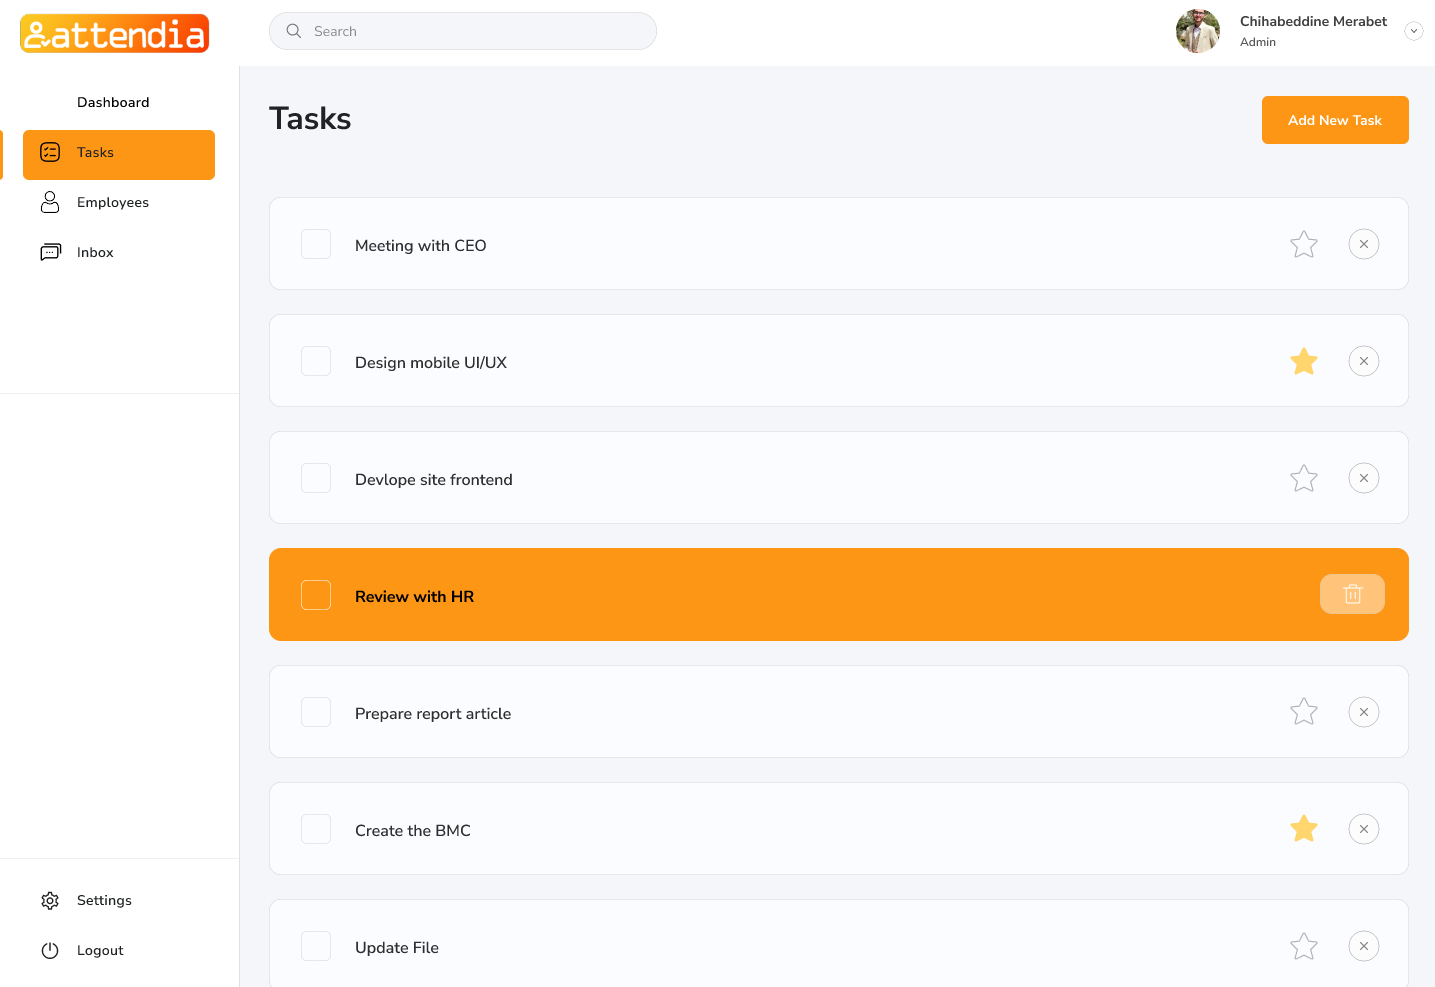 attendia
Search
Chihabeddine Merabet
Admin
Dashboard
Tasks
Employees
Inbox
Settings
Logout
Tasks
Add New Task
Meeting with CEO
Design mobile UI/UX
Devlope site frontend
Review with HR
Prepare report article
Create the BMC
Update File